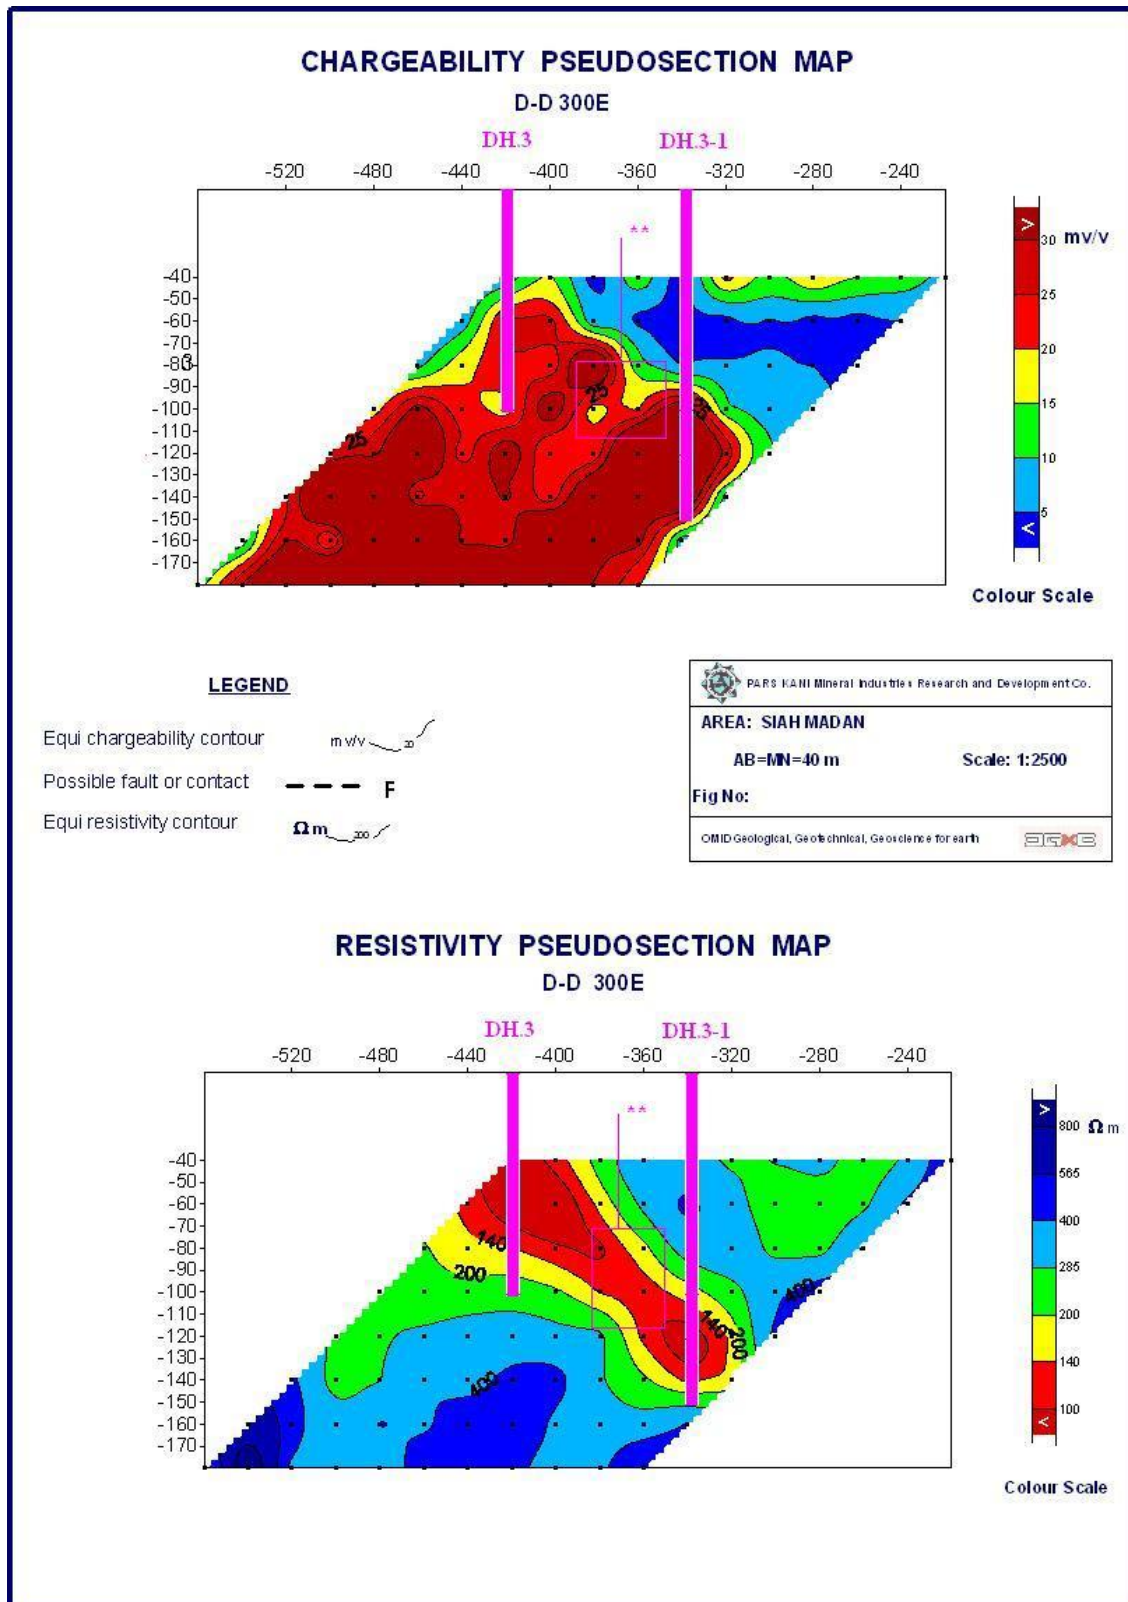 CHARGEABILITY PSEUDOSECTION MAP
D-D 300E
DH.3 DH.3-1
-520 -480 -440 -400 -360 -320 -280 -240
**
-40
-50
-60
-70
-80
3
-90
-100
-110
-120
-130
-140
-150
-160
-170
25
25
25
> 30 mv/v
25
20
15
10
5
<
Colour Scale
LEGEND
Equi chargeability contour mv/v 20
Possible fault or contact F
Equi resistivity contour Ωm 200
PARS KANI Mineral Industries Research and Development Co.
AREA: SIAH MADAN
AB=MN=40 m Scale: 1:2500
Fig No:
OMID Geological, Geotechnical, Geoscience for earth
RESISTIVITY PSEUDOSECTION MAP
D-D 300E
DH.3 DH.3-1
-520 -480 -440 -400 -360 -320 -280 -240
**
-40
-60
-80
-90
-100
-110
-120
-130
-140
-150
-160
-170
140
200
400
140
200
400
> 800 Ωm
565
400
285
200
140
100
<
Colour Scale